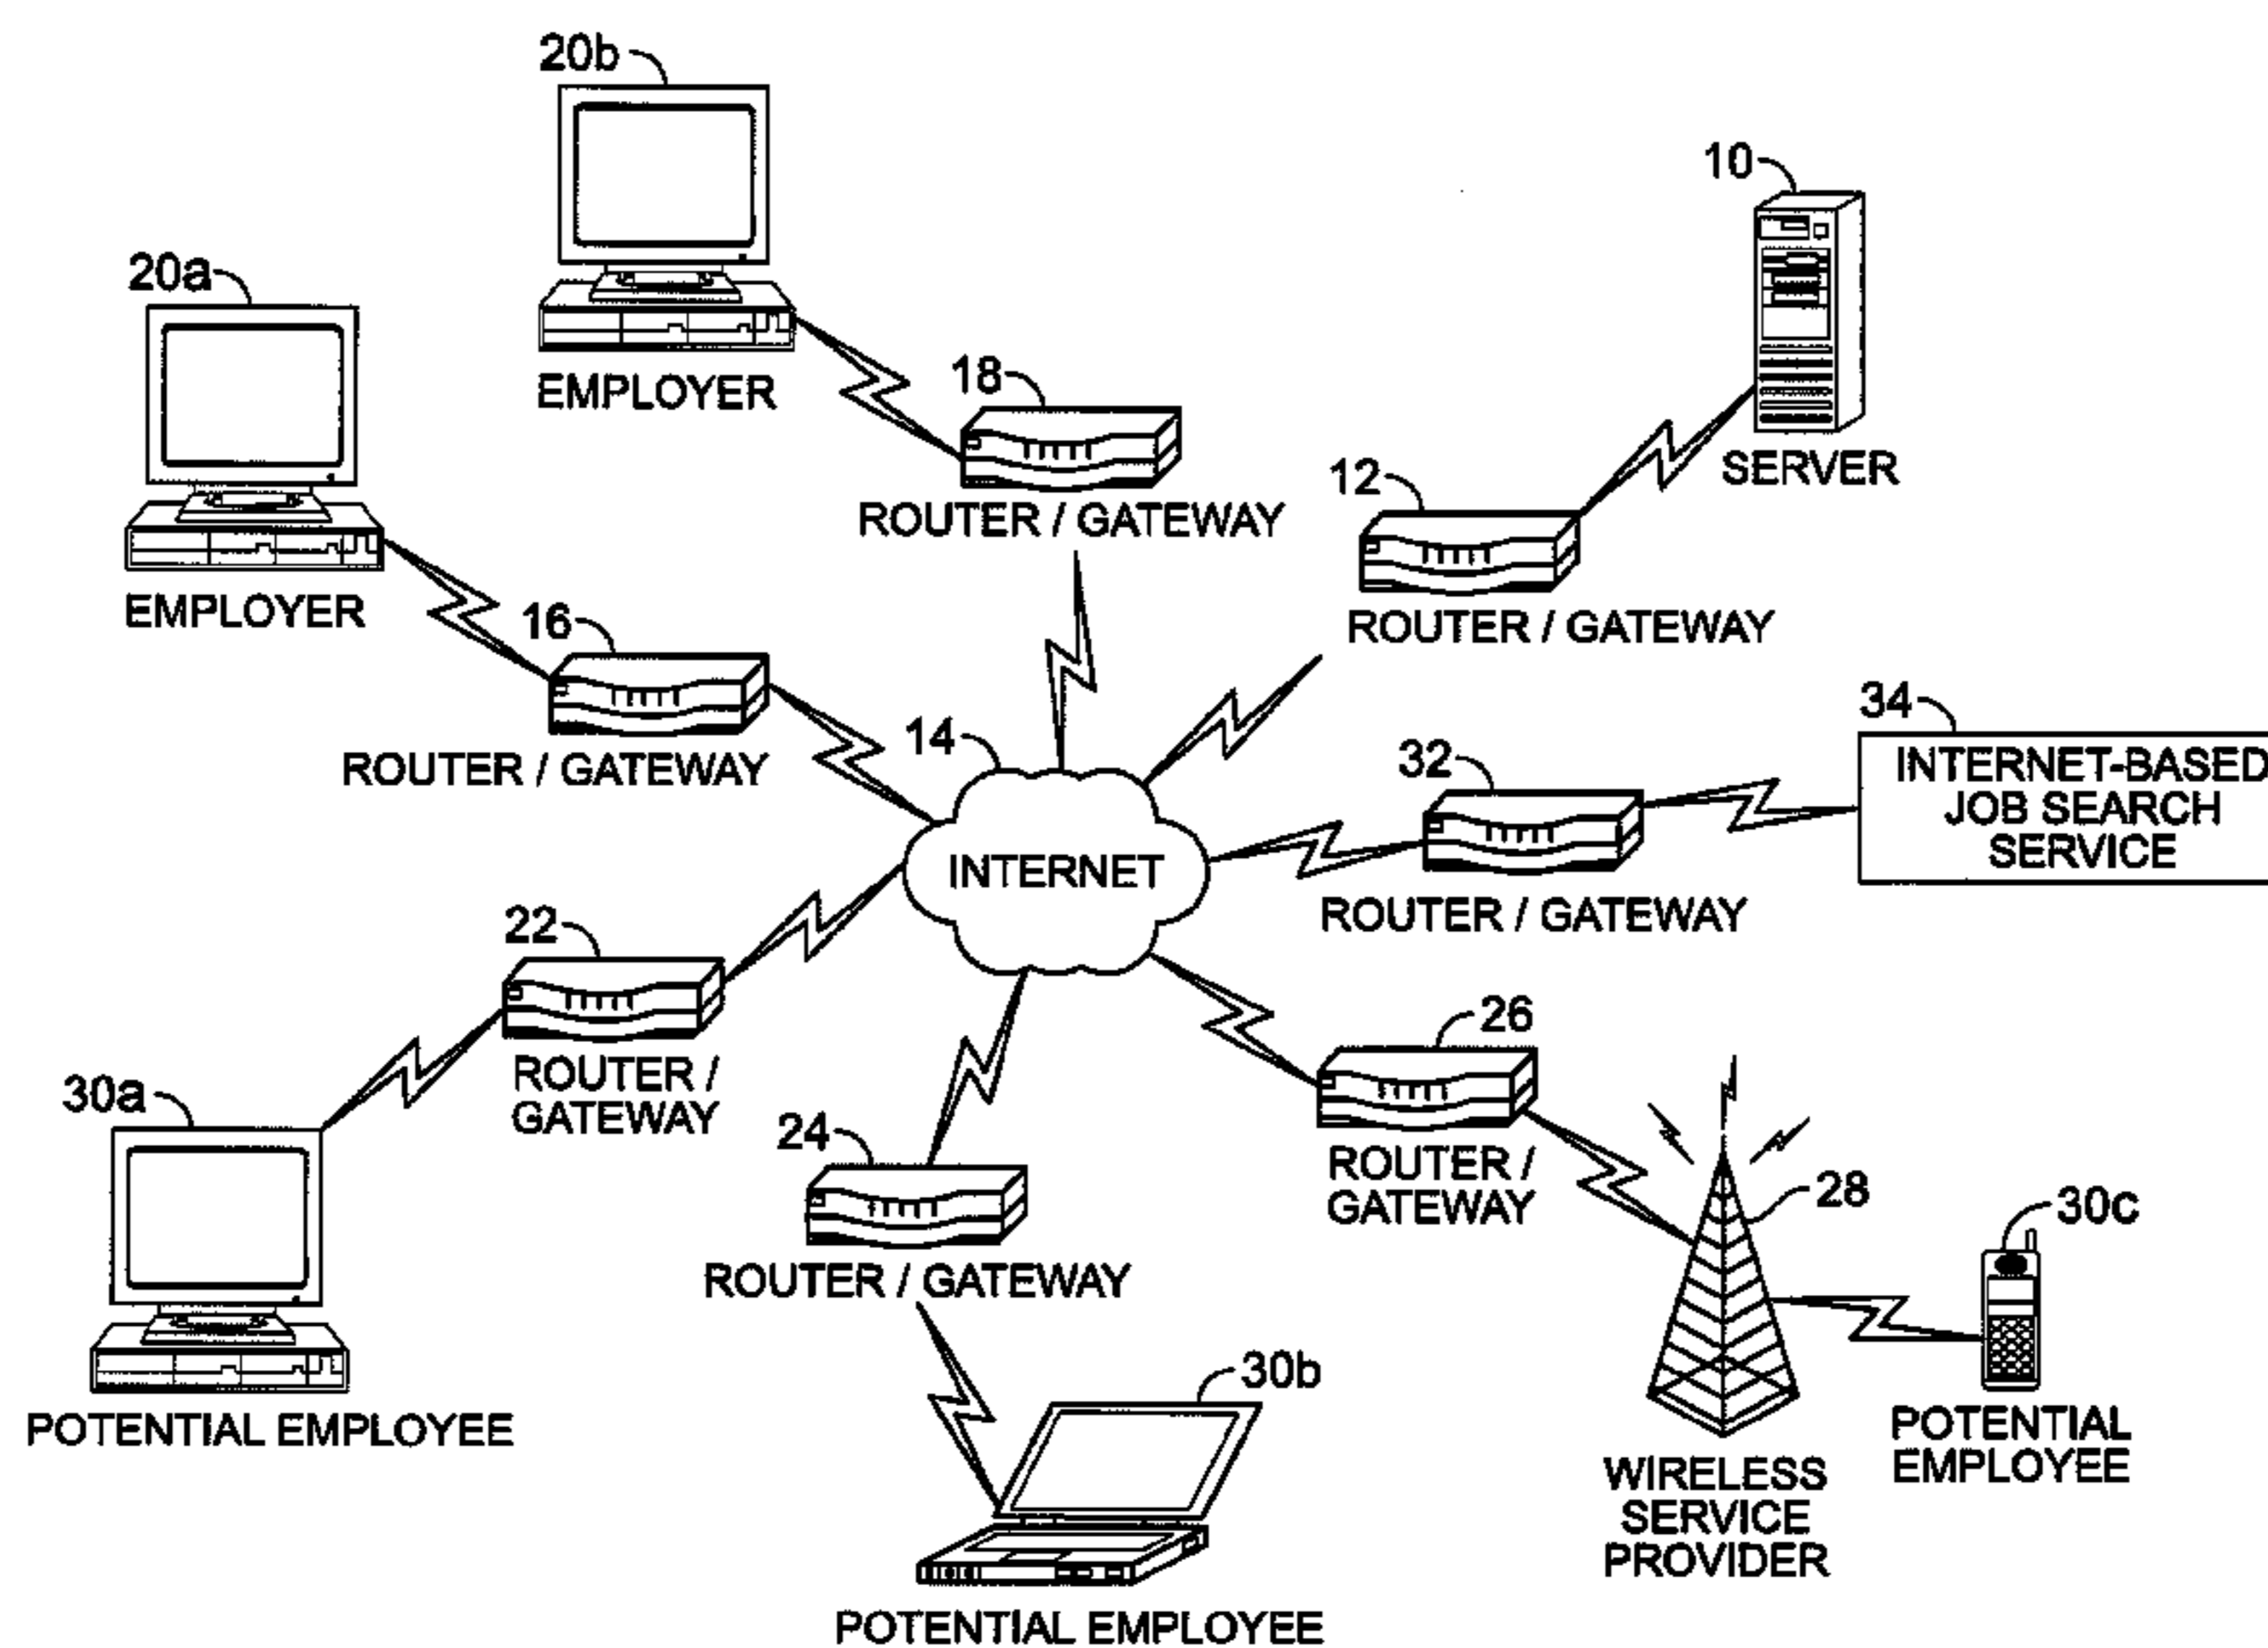 20b
EMPLOYER
10
SERVER
20a
EMPLOYER
18
ROUTER / GATEWAY
12
ROUTER / GATEWAY
16
ROUTER / GATEWAY
14
INTERNET
32
ROUTER / GATEWAY
34
INTERNET-BASED
JOB SEARCH
SERVICE
22
ROUTER /
GATEWAY
26
ROUTER /
GATEWAY
30a
POTENTIAL EMPLOYEE
24
ROUTER / GATEWAY
28
WIRELESS
SERVICE
PROVIDER
30c
POTENTIAL
EMPLOYEE
30b
POTENTIAL EMPLOYEE